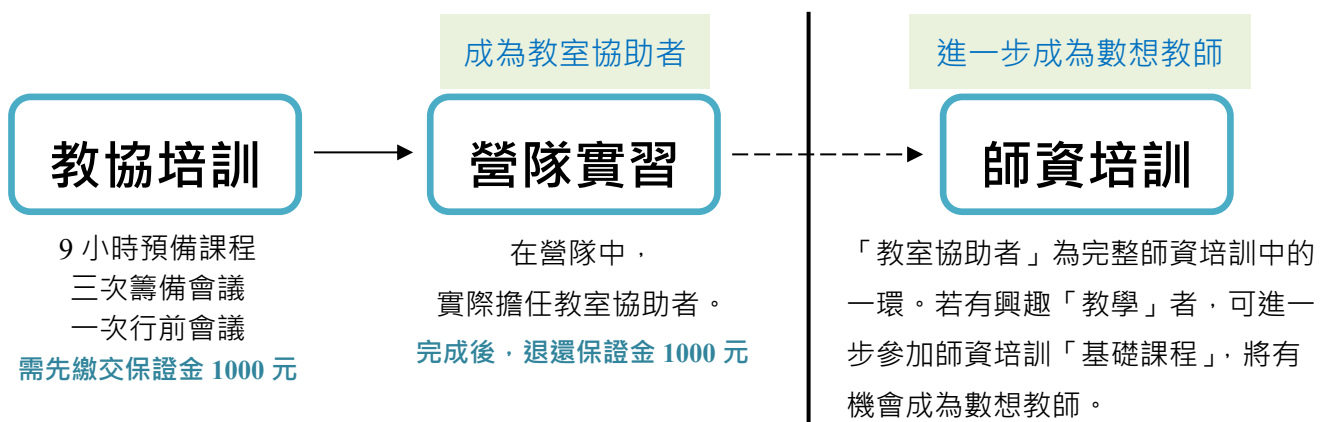 成為教室協助者
進一步成為數想教師
教協培訓
營隊實習
師資培訓
9 小時預備課程
三次籌備會議
一次行前會議
需先繳交保證金 1000 元
在營隊中，
實際擔任教室協助者。
完成後，退還保證金 1000 元
「教室協助者」為完整師資培訓中的
一環。若有興趣「教學」者，可進一
步參加師資培訓「基礎課程」，將有
機會成為數想教師。